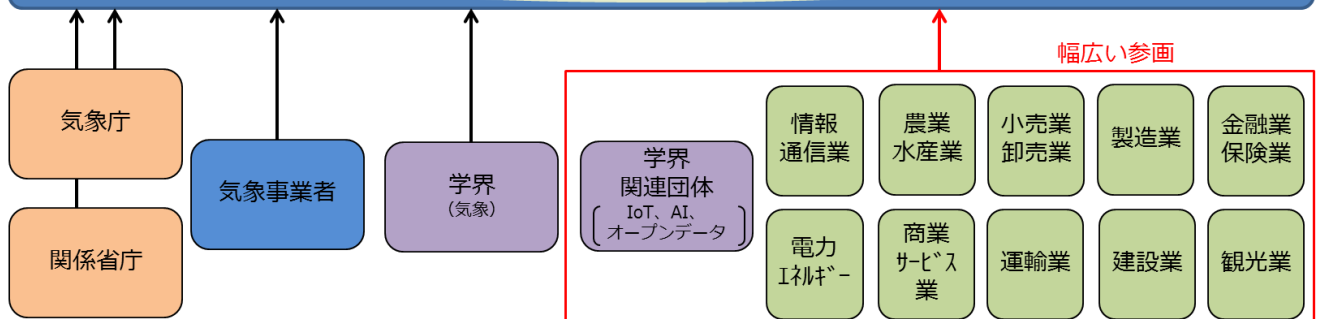 幅広い参画
気象庁
関係省庁
気象事業者
学界
(気象)
学界
関連団体
IoT、AI、
オープンデータ
情報
通信業
農業
水産業
小売業
卸売業
製造業
金融業
保険業
電力
ｴﾈﾙｷﾞｰ
商業
ｻｰﾋﾞｽ
業
運輸業
建設業
観光業